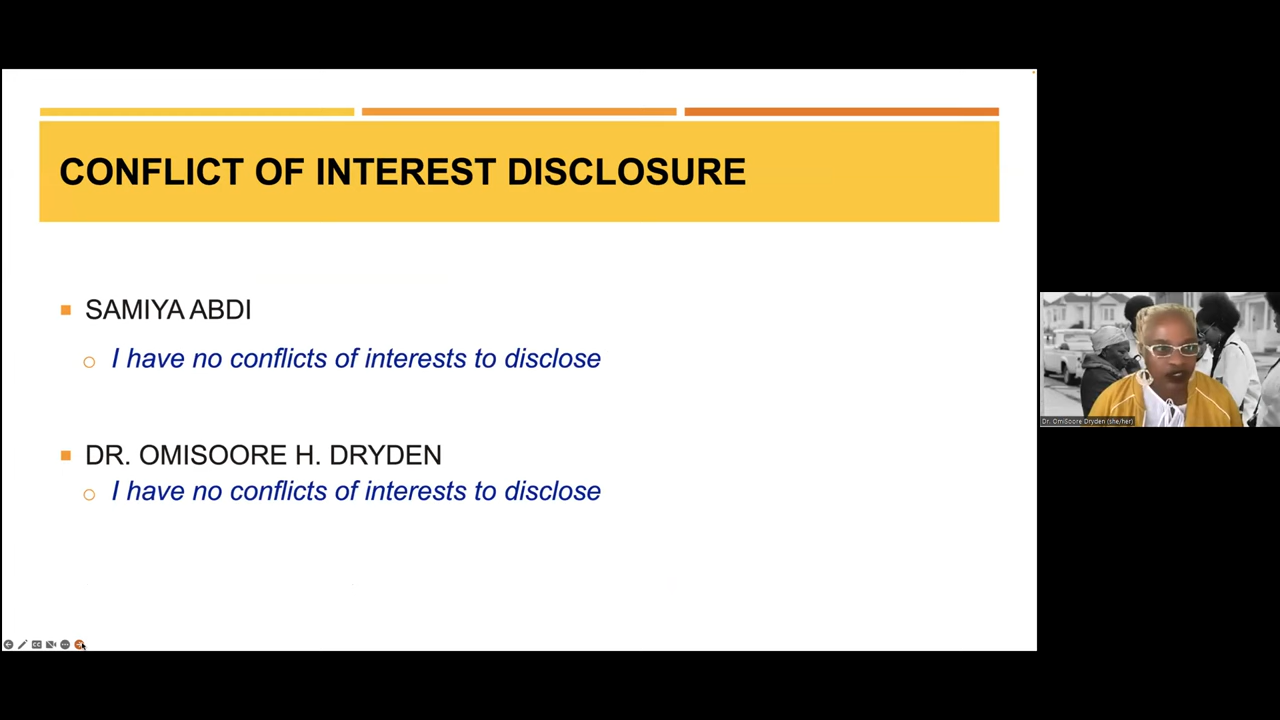 CONFLICT OF INTEREST DISCLOSURE
SAMIYA ABDI
I have no conflicts of interests to disclose
DR. OMISOORE H. DRYDEN
I have no conflicts of interests to disclose
Dr. OmiSoore Dryden (she/her)